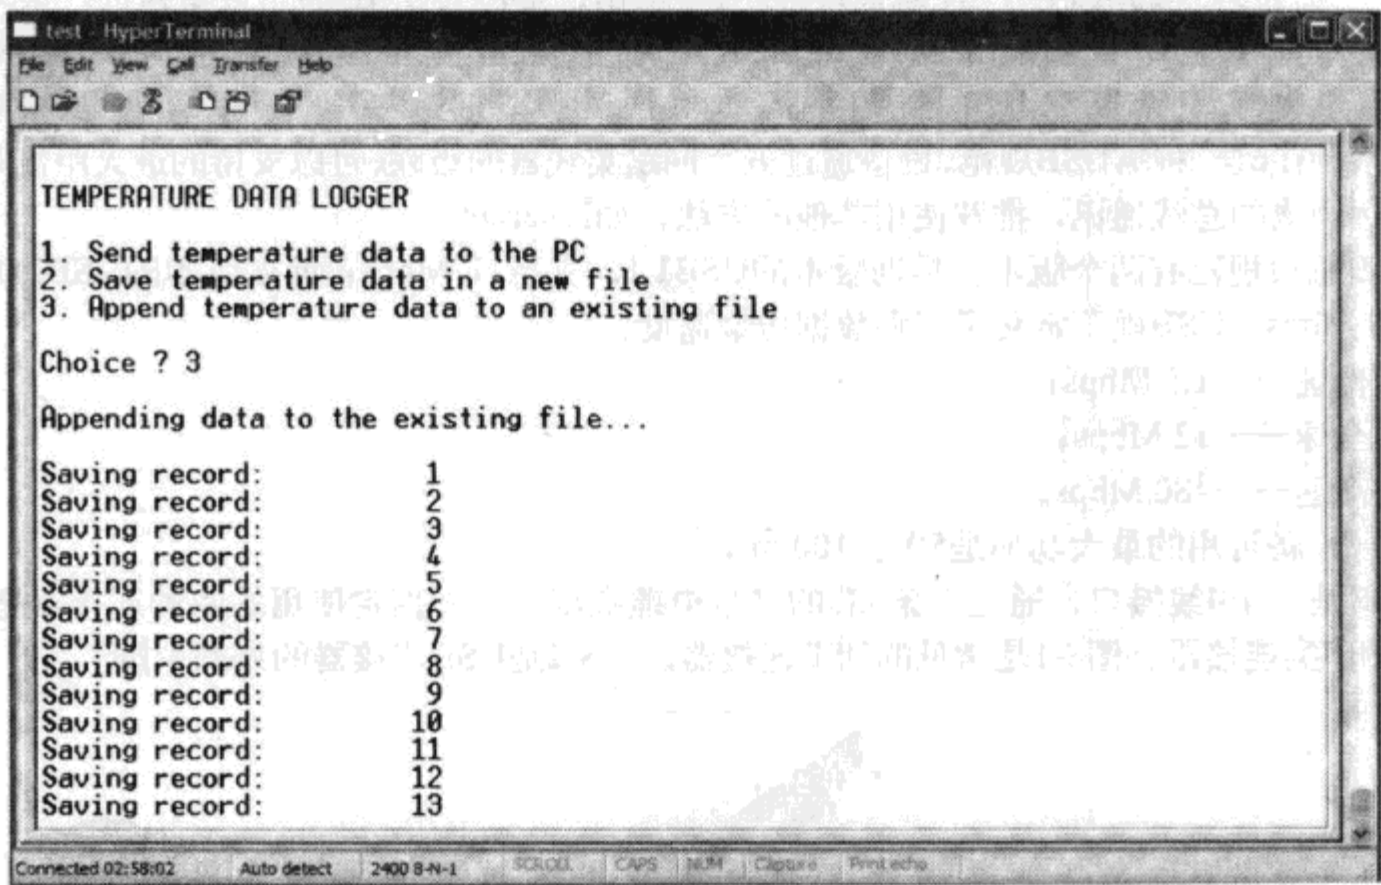 test - HyperTerminal
File Edit View Call Transfer Help
TEMPERATURE DATA LOGGER
1. Send temperature data to the PC
2. Save temperature data in a new file
3. Append temperature data to an existing file
Choice ? 3
Appending data to the existing file...
Saving record: 1
Saving record: 2
Saving record: 3
Saving record: 4
Saving record: 5
Saving record: 6
Saving record: 7
Saving record: 8
Saving record: 9
Saving record: 10
Saving record: 11
Saving record: 12
Saving record: 13
Connected 02:58:02 Auto detect 2400 8-N-1 SCROLL CAPS NUM Capture Print echo